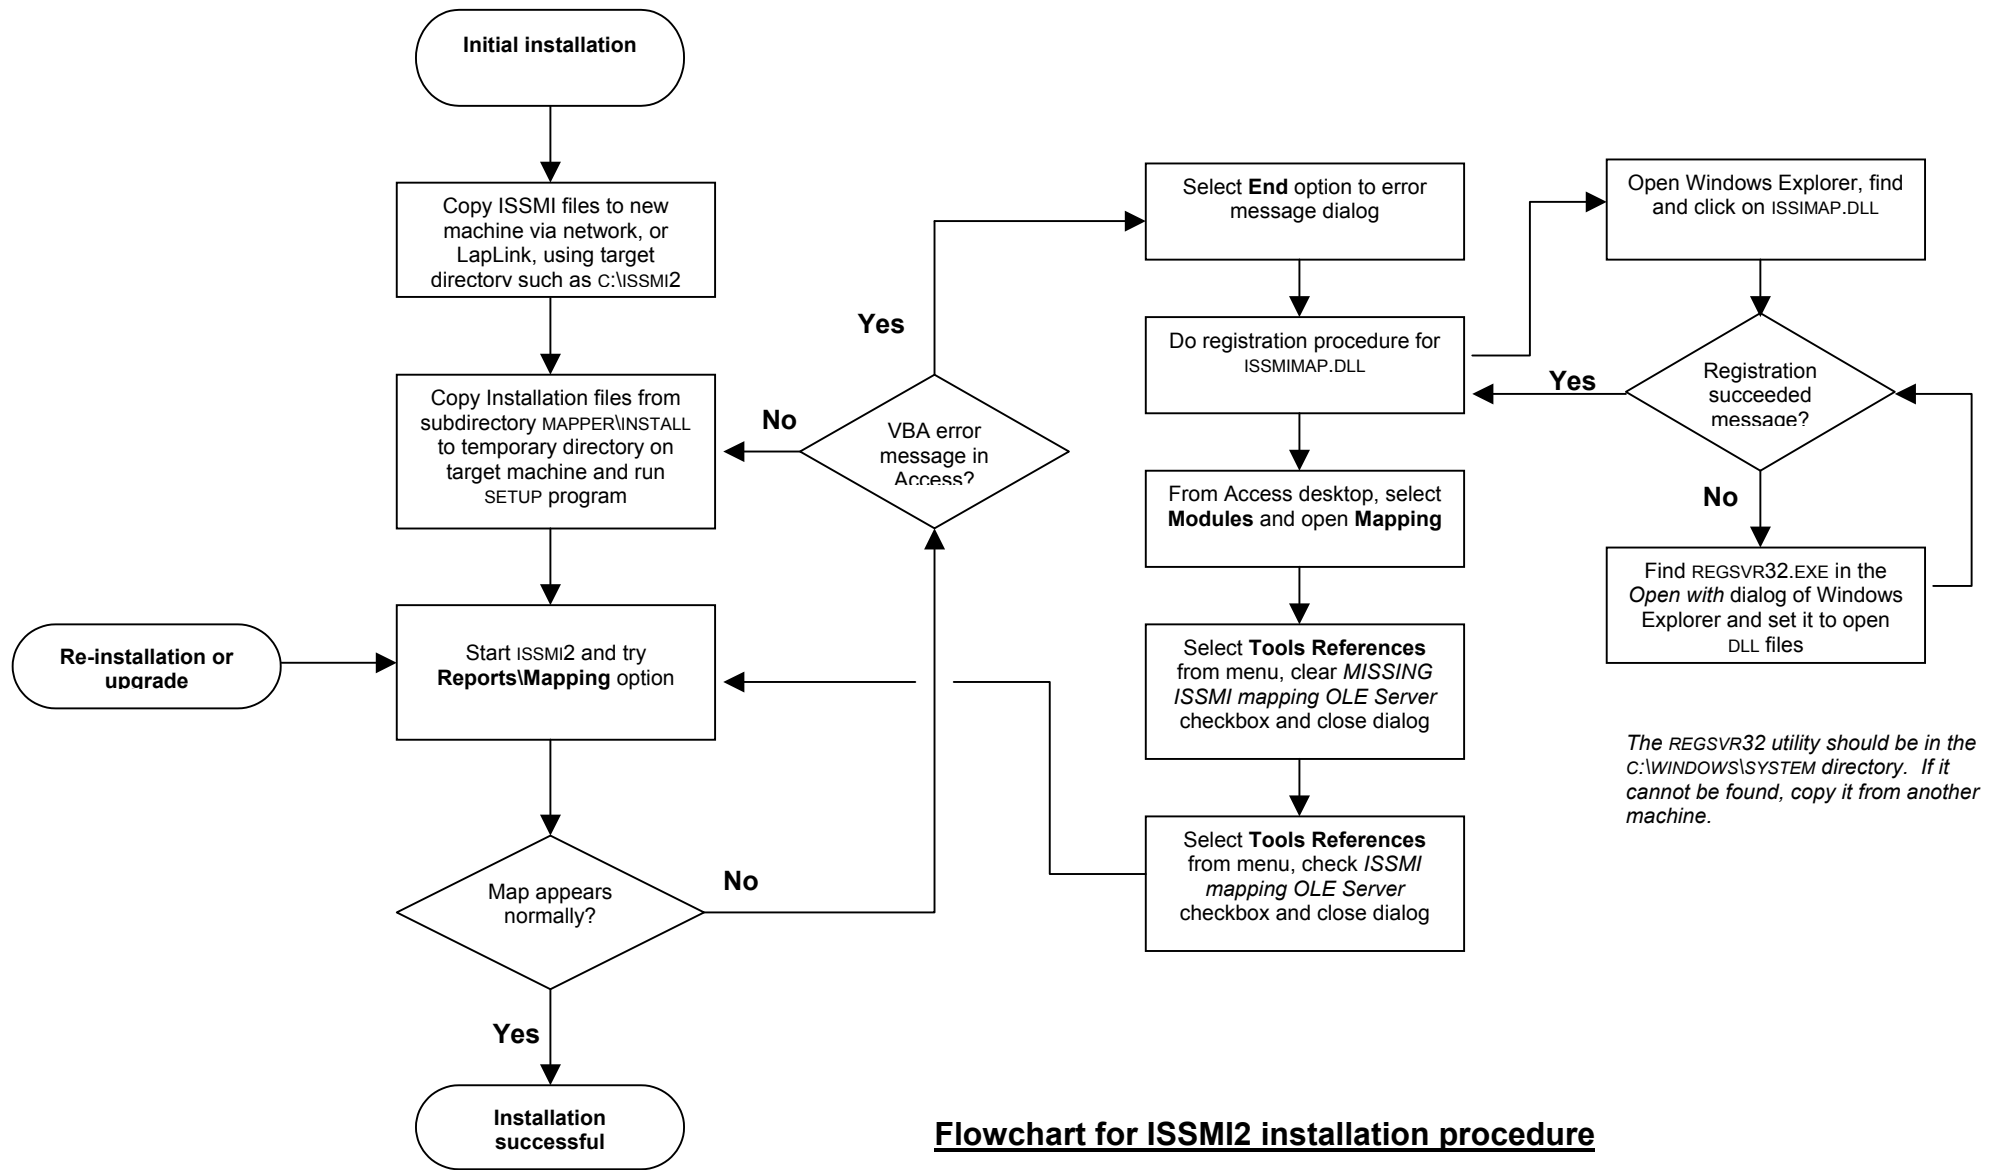 Initial installation
Copy ISSMI files to new
machine via network, or
LapLink, using target
directory such as C:\ISSMI2
Copy Installation files from
subdirectory MAPPER\INSTALL
to temporary directory on
target machine and run
SETUP program
Re-installation or
upgrade
Start ISSMI2 and try
Reports\Mapping option
Map appears
normally?
No
Yes
Installation
successful
VBA error
message in
Access?
No
Yes
Select End option to error
message dialog
Do registration procedure for
ISSMIMAP.DLL
From Access desktop, select
Modules and open Mapping
Select Tools References
from menu, clear MISSING
ISSMI mapping OLE Server
checkbox and close dialog
Select Tools References
from menu, check ISSMI
mapping OLE Server
checkbox and close dialog
Open Windows Explorer, find
and click on ISSIMAP.DLL
Registration
succeeded
message?
Yes
No
Find REGSVR32.EXE in the
Open with dialog of Windows
Explorer and set it to open
DLL files
The REGSVR32 utility should be in the
C:\WINDOWS\SYSTEM directory. If it
cannot be found, copy it from another
machine.
Flowchart for ISSMI2 installation procedure